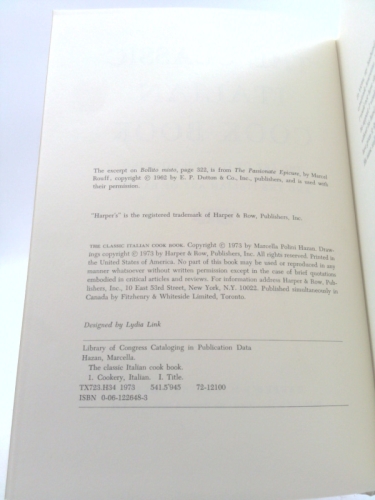 The excerpt on Bollito misto, page 322, is from The Passionate Epicure, by Marcel
Rouff, copyright © 1962 by E. P. Dutton & Co., Inc., publishers, and is used with
their permission.
"Harper's" is the registered trademark of Harper & Row, Publishers, Inc.
THE CLASSIC ITALIAN COOK BOOK. Copyright © 1973 by Marcella Polini Hazan. Draw-
ings copyright © 1973 by Harper & Row, Publishers, Inc. All rights reserved. Printed in
the United States of America. No part of this book may be used or reproduced in any
manner whatsoever without written permission except in the case of brief quotations
embodied in critical articles and reviews. For information address Harper & Row, Pub-
lishers, Inc., 10 East 53rd Street, New York, N.Y. 10022. Published simultaneously in
Canada by Fitzhenry & Whiteside Limited, Toronto.
Designed by Lydia Link
Library of Congress Cataloging in Publication Data
Hazan, Marcella.
The classic Italian cook book.
1. Cookery, Italian. I. Title.
TX723.H34 1973 541.5'945 72-12100
ISBN 0-06-122648-3